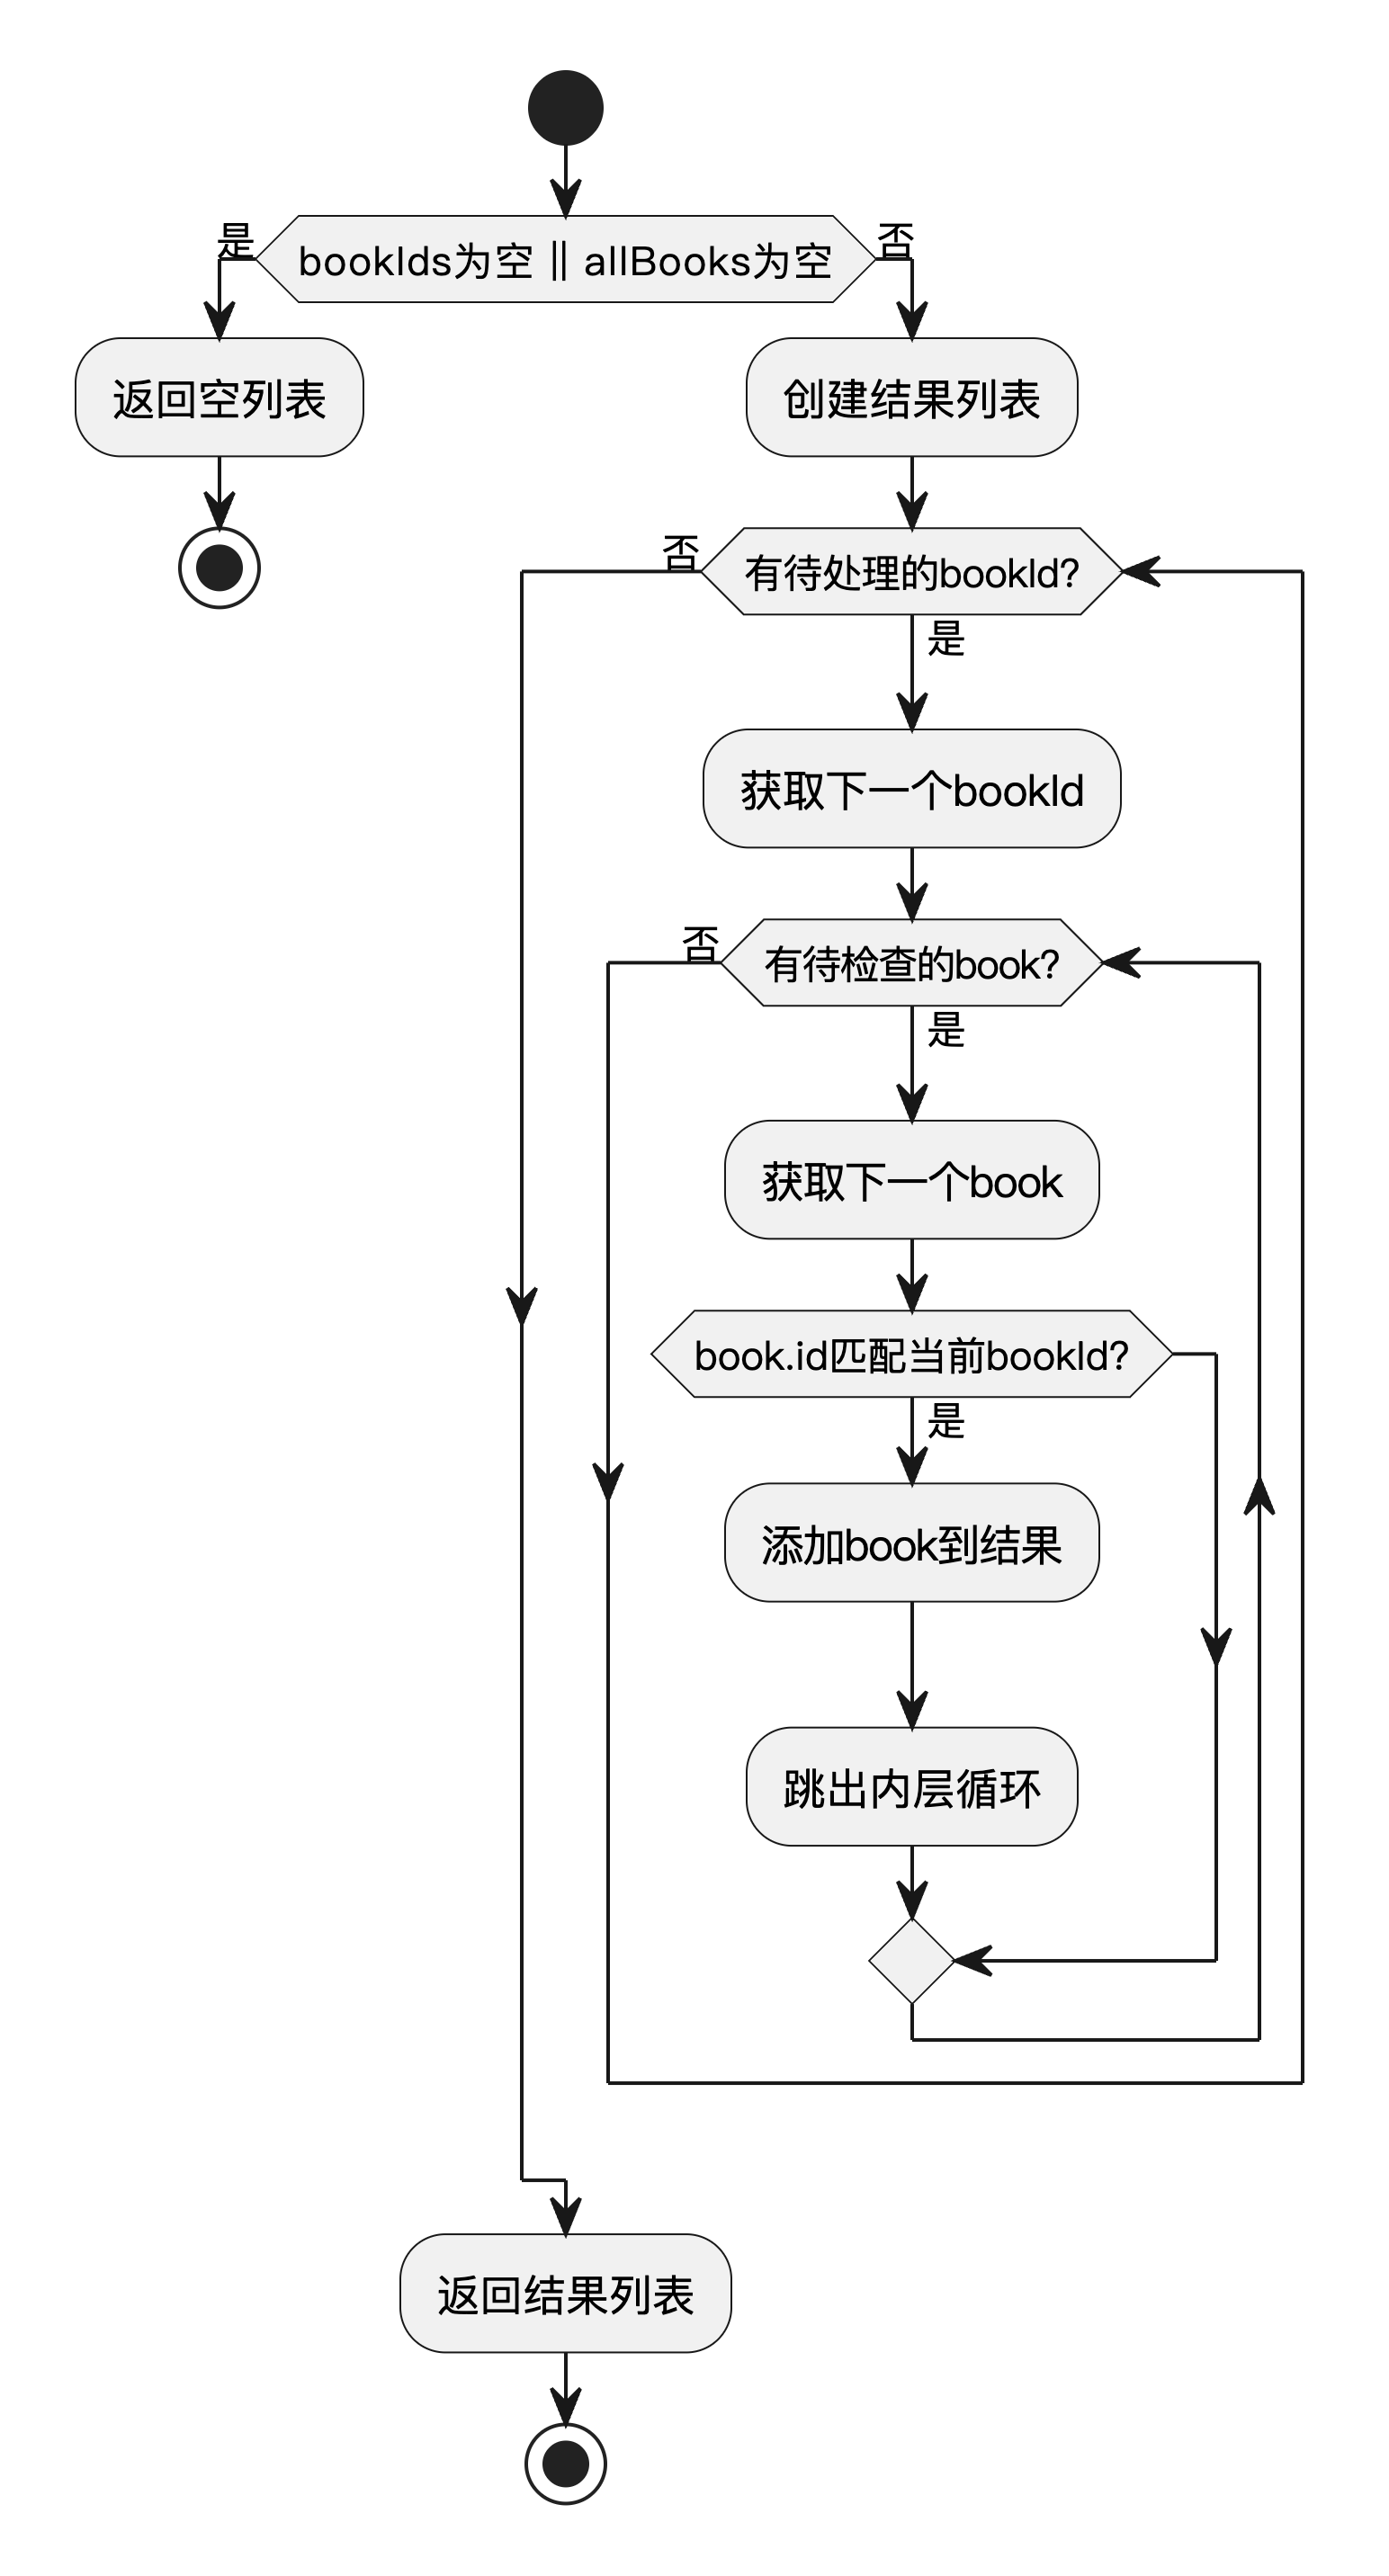 是
bookIds为空 || allBooks为空
否
返回空列表
创建结果列表
否
有待处理的bookId?
是
获取下一个bookId
否
有待检查的book?
是
获取下一个book
book.id匹配当前bookId?
是
添加book到结果
跳出内层循环
返回结果列表